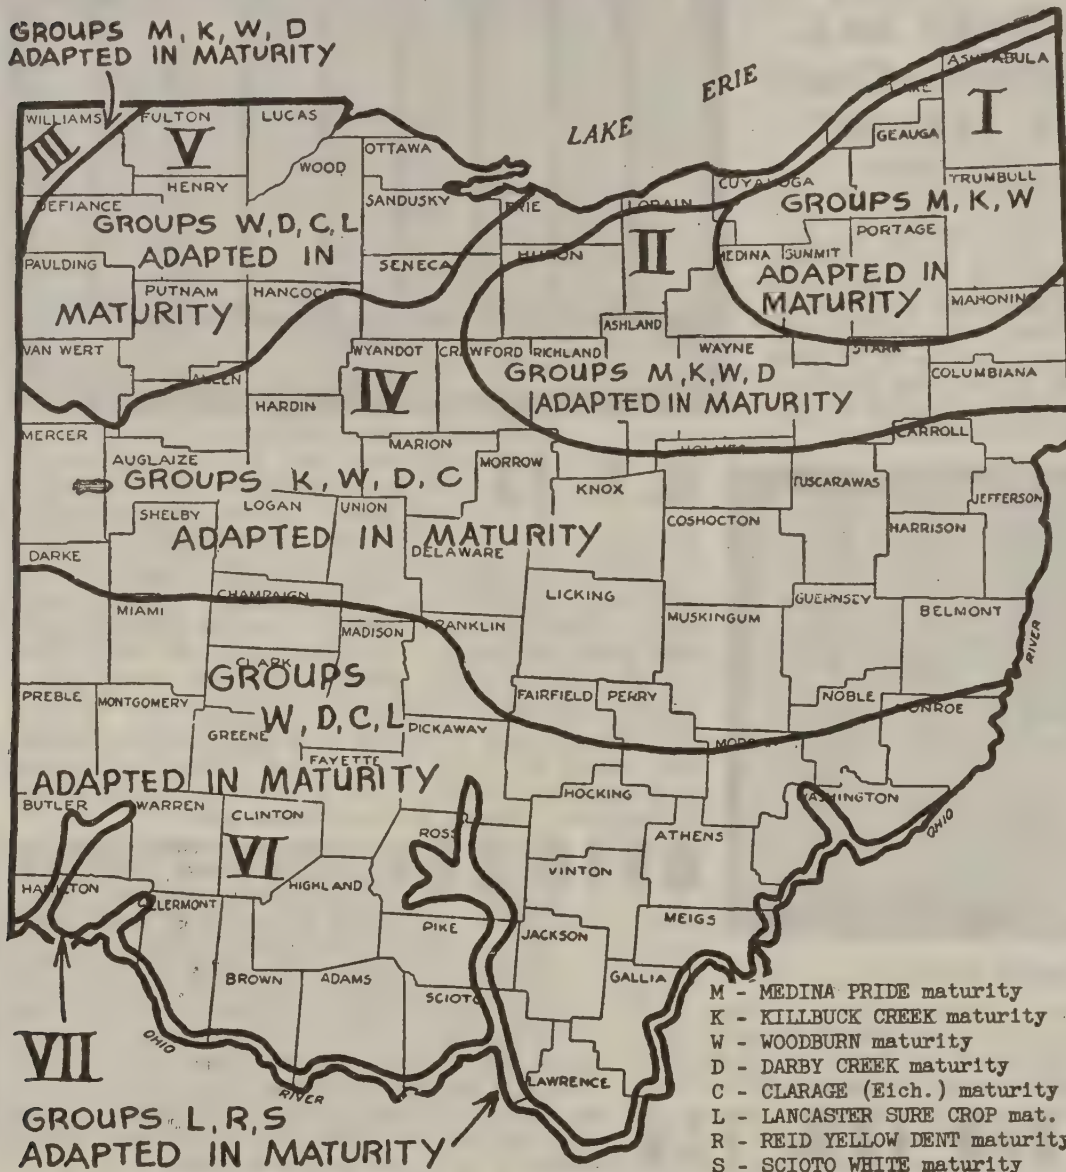 GROUPS M, K, W, D
ADAPTED IN MATURITY
ERIE
LAKE
ASHTABULA
LAKE
I
WILLIAMS
FULTON
LUCAS
GEAUGA
III
V
WOOD
OTTAWA
HENRY
DEFIANCE
SANDUSKY
ERIE
LORAIN
CUYAHOGA
TRUMBULL
GROUPS M, K, W
GROUPS W, D, C, L
ADAPTED IN
MATURITY
PORTAGE
PAULDING
SENECA
HURON
II
MEDINA
SUMMIT
ADAPTED IN
MATURITY
PUTNAM
HANCOCK
MAHONING
ASHLAND
VAN WERT
ALLEN
WYANDOT
CRAWFORD
RICHLAND
WAYNE
STARK
COLUMBIANA
GROUPS M, K, W, D
ADAPTED IN MATURITY
IV
HARDIN
MERCER
MARION
HOLMES
CARROLL
AUGLAIZE
MORROW
GROUPS K, W, D, C
KNOX
TUSCARAWAS
JEFFERSON
SHELBY
LOGAN
UNION
COSHOCTON
HARRISON
ADAPTED IN MATURITY
DARKE
DELAWARE
MIAMI
CHAMPAIGN
LICKING
GUERNSEY
BELMONT
MADISON
FRANKLIN
MUSKINGUM
RIVER
CLARK
GROUPS
W, D, C, L
PREBLE
MONTGOMERY
FAIRFIELD
PERRY
NOBLE
MONROE
GREENE
PICKAWAY
FAYETTE
ADAPTED IN MATURITY
HOCKING
WASHINGTON
BUTLER
WARREN
CLINTON
OHIO
ROSS
ATHENS
VI
VINTON
HAMILTON
HIGHLAND
CLERMONT
PIKE
JACKSON
MEIGS
BROWN
ADAMS
SCIOTO
GALLIA
OHIO
RIVER
VII
LAWRENCE
GROUPS L, R, S
ADAPTED IN MATURITY
M - MEDINA PRIDE maturity
K - KILLBUCK CREEK maturity
W - WOODBURN maturity
D - DARBY CREEK maturity
C - CLARAGE (Eich.) maturity
L - LANCASTER SURE CROP mat.
R - REID YELLOW DENT maturity
S - SCIOTO WHITE maturity